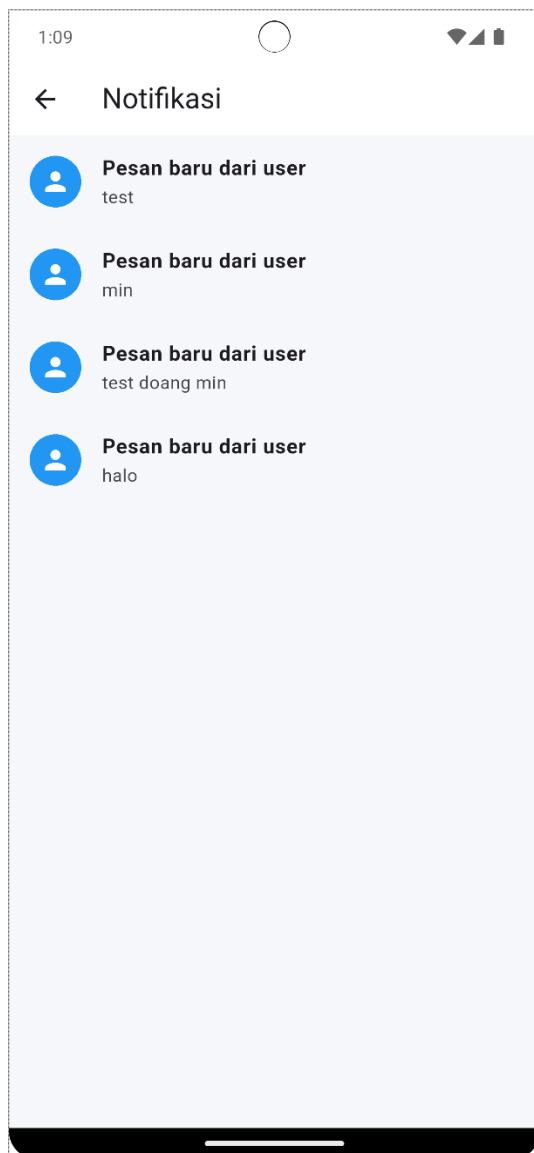 1:09
Notifikasi
Pesan baru dari user
test
Pesan baru dari user
min
Pesan baru dari user
test doang min
Pesan baru dari user
halo